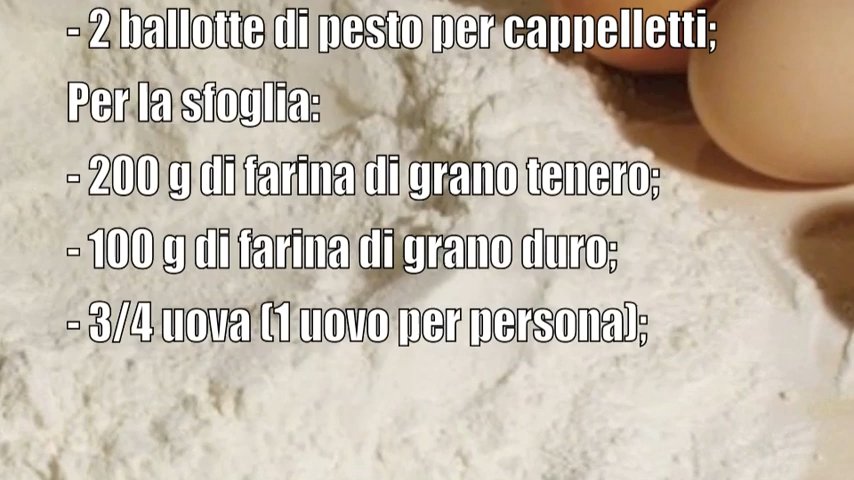 - 2 ballotte di pesto per cappelletti;
Per la sfoglia:
- 200 g di farina di grano tenero;
- 100 g di farina di grano duro;
- 3/4 uova (1 uovo per persona);